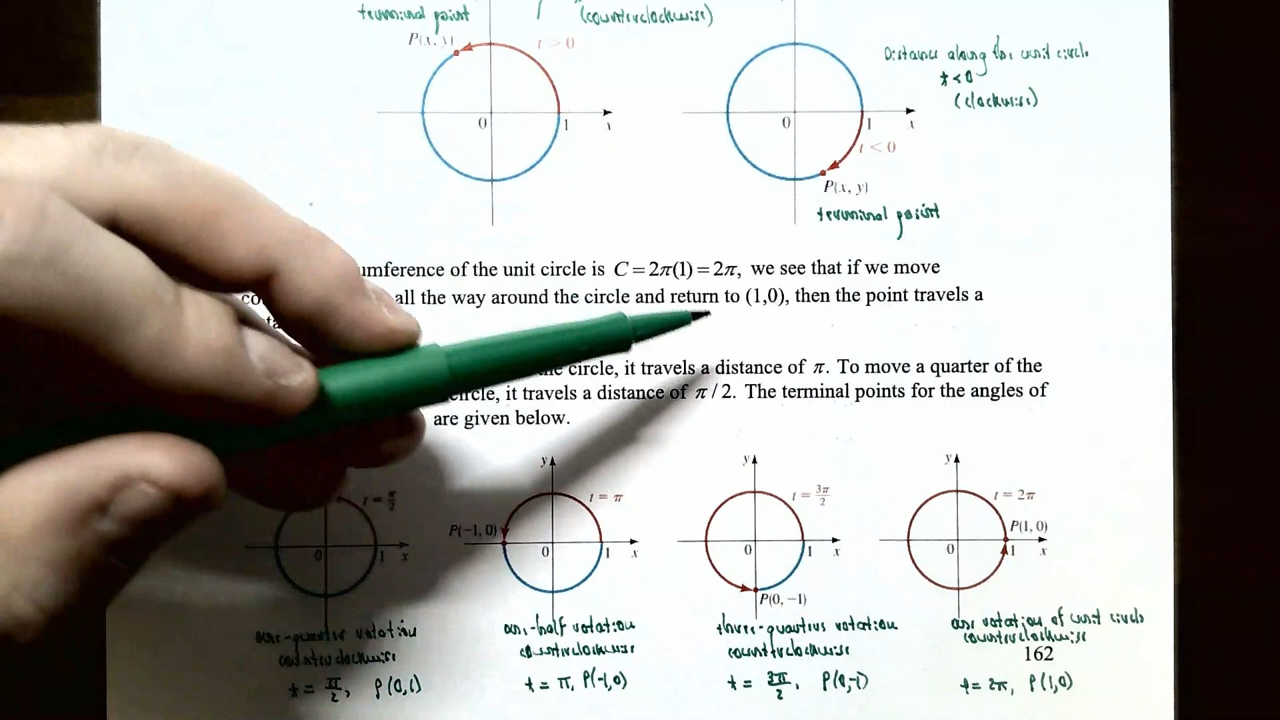 terminal point
(counterclockwise)
P(x, y)
t > 0
0
1
x
Distance along the unit circle
t < 0
(clockwise)
0
1
x
t < 0
P(x, y)
terminal point
umference of the unit circle is C = 2π(1) = 2π, we see that if we move
co all the way around the circle and return to (1,0), then the point travels a
circle, it travels a distance of π. To move a quarter of the
circle, it travels a distance of π / 2. The terminal points for the angles of
are given below.
t = π/2
0
1
x
y
t = π
P(−1, 0)
0
1
x
y
t = 3π/2
0
1
x
P(0, −1)
y
t = 2π
P(1, 0)
0
1
x
one-quarter rotation
counterclockwise
t = π/2, P(0,1)
one-half rotation
counterclockwise
t = π, P(-1,0)
three-quarters rotation
counterclockwise
t = 3π/2, P(0,-1)
one rotation of unit circle
counterclockwise
162
t = 2π, P(1,0)